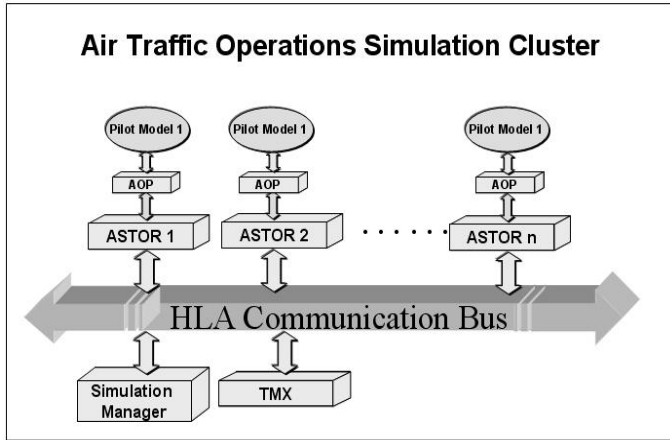 Air Traffic Operations Simulation Cluster
Pilot Model 1 Pilot Model 1 Pilot Model 1
AOP AOP AOP
ASTOR 1 ASTOR 2 ...... ASTOR n
HLA Communication Bus
Simulation
Manager
TMX